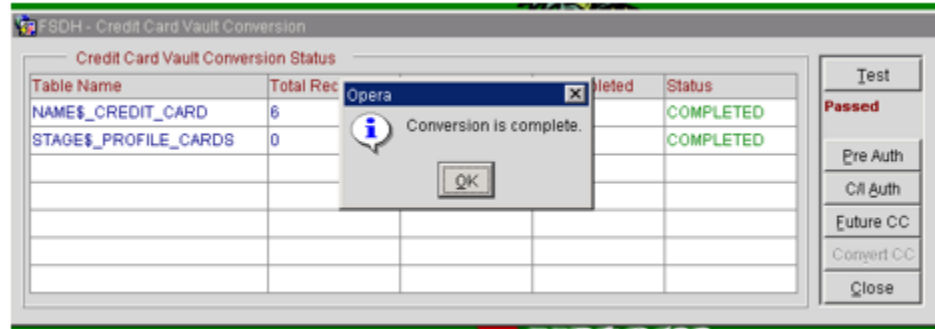 FSDH - Credit Card Vault Conversion
Credit Card Vault Conversion Status
Table Name Total Rec Status
NAME$_CREDIT_CARD 6 COMPLETED
STAGE$_PROFILE_CARDS 0 COMPLETED
Opera
Conversion is complete.
OK
Test
Passed
Pre Auth
C/I Auth
Future CC
Convert CC
Close